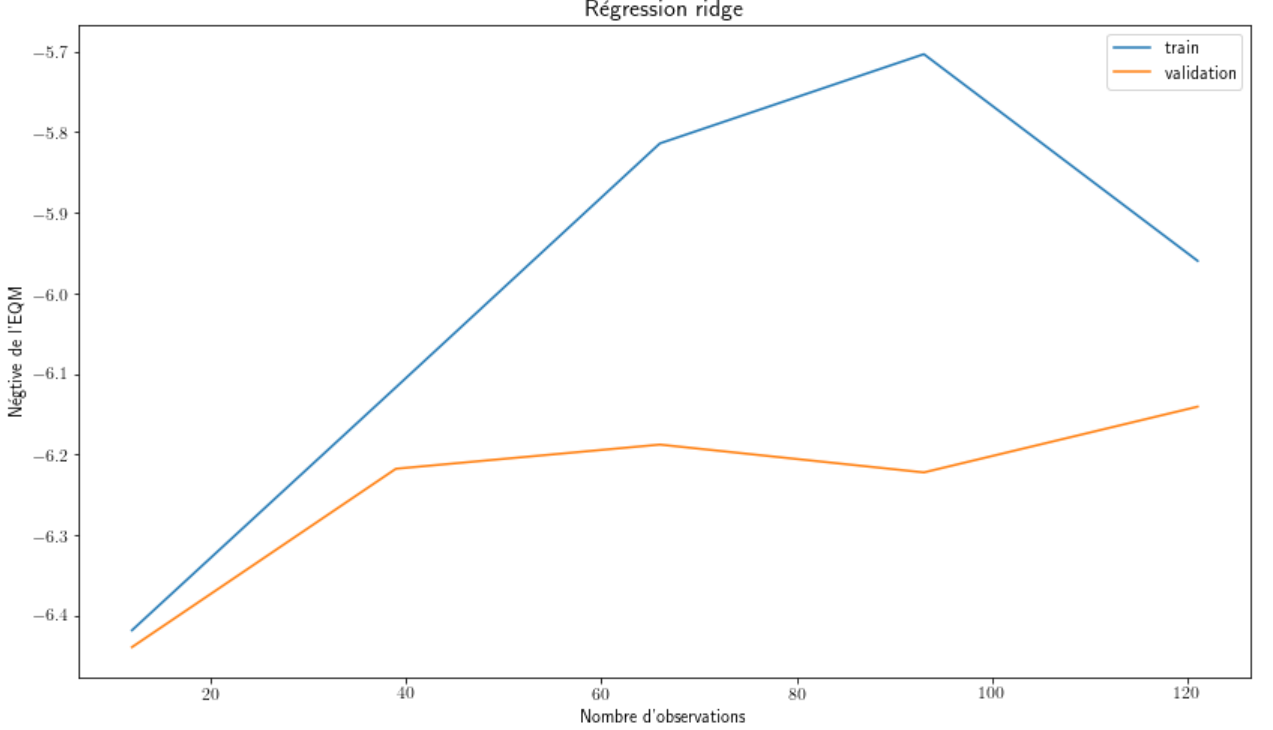 Régression ridge
train
validation
−5.7
−5.8
−5.9
−6.0
−6.1
−6.2
−6.3
−6.4
Négtive de l'EQM
20
40
60
80
100
120
Nombre d'observations